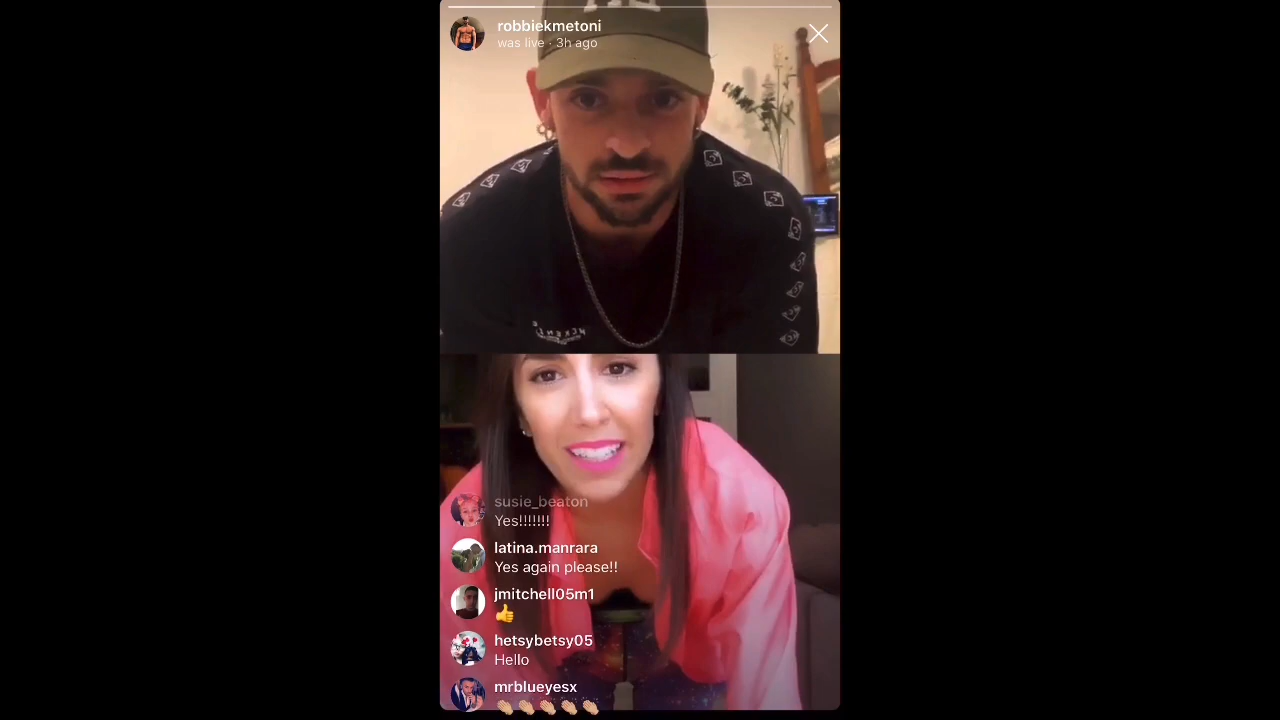 robbiekmetoni
was live · 3h ago
susie_beaton
Yes!!!!!!!
latina.manrara
Yes again please!!
jmitchell05m1
👍
hetsybetsy05
Hello
mrblueyesx
👏🏼👏🏼👏🏼👏🏼👏🏼